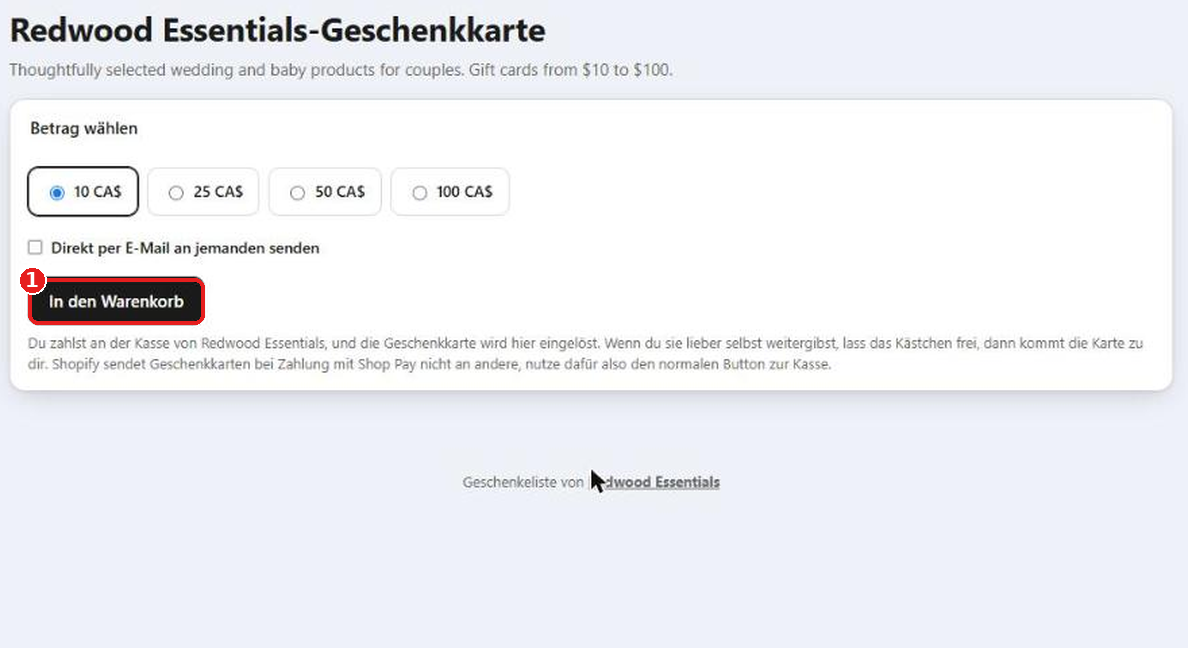 Redwood Essentials-Geschenkkarte
Thoughtfully selected wedding and baby products for couples. Gift cards from $10 to $100.
Betrag wählen
10 CA$ 25 CA$ 50 CA$ 100 CA$
Direkt per E-Mail an jemanden senden
1
In den Warenkorb
Du zahlst an der Kasse von Redwood Essentials, und die Geschenkkarte wird hier eingelöst. Wenn du sie lieber selbst weitergibst, lass das Kästchen frei, dann kommt die Karte zu
dir. Shopify sendet Geschenkkarten bei Zahlung mit Shop Pay nicht an andere, nutze dafür also den normalen Button zur Kasse.
Geschenkeliste von Redwood Essentials